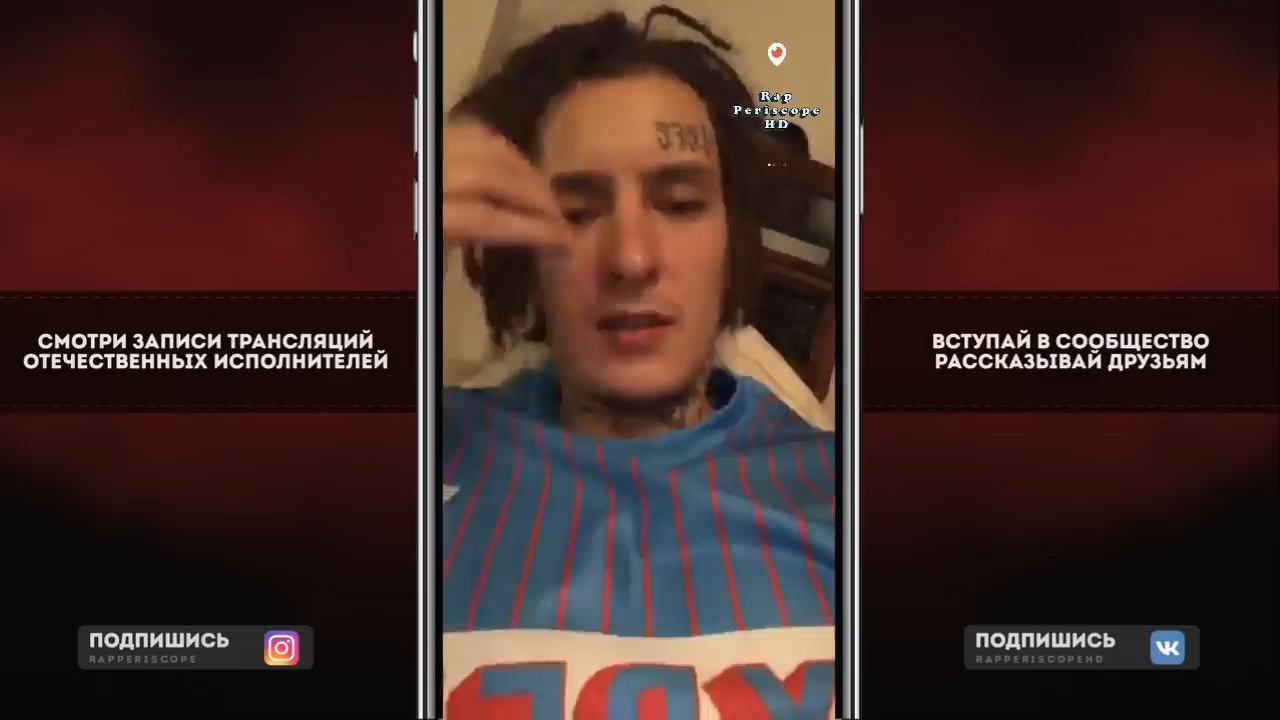 Rap
Periscope
HD
СМОТРИ ЗАПИСИ ТРАНСЛЯЦИЙ
ОТЕЧЕСТВЕННЫХ ИСПОЛНИТЕЛЕЙ
ВСТУПАЙ В СООБЩЕСТВО
РАССКАЗЫВАЙ ДРУЗЬЯМ
ПОДПИШИСЬ
RAPPERISCOPE
ПОДПИШИСЬ
RAPPERISCOPEHD